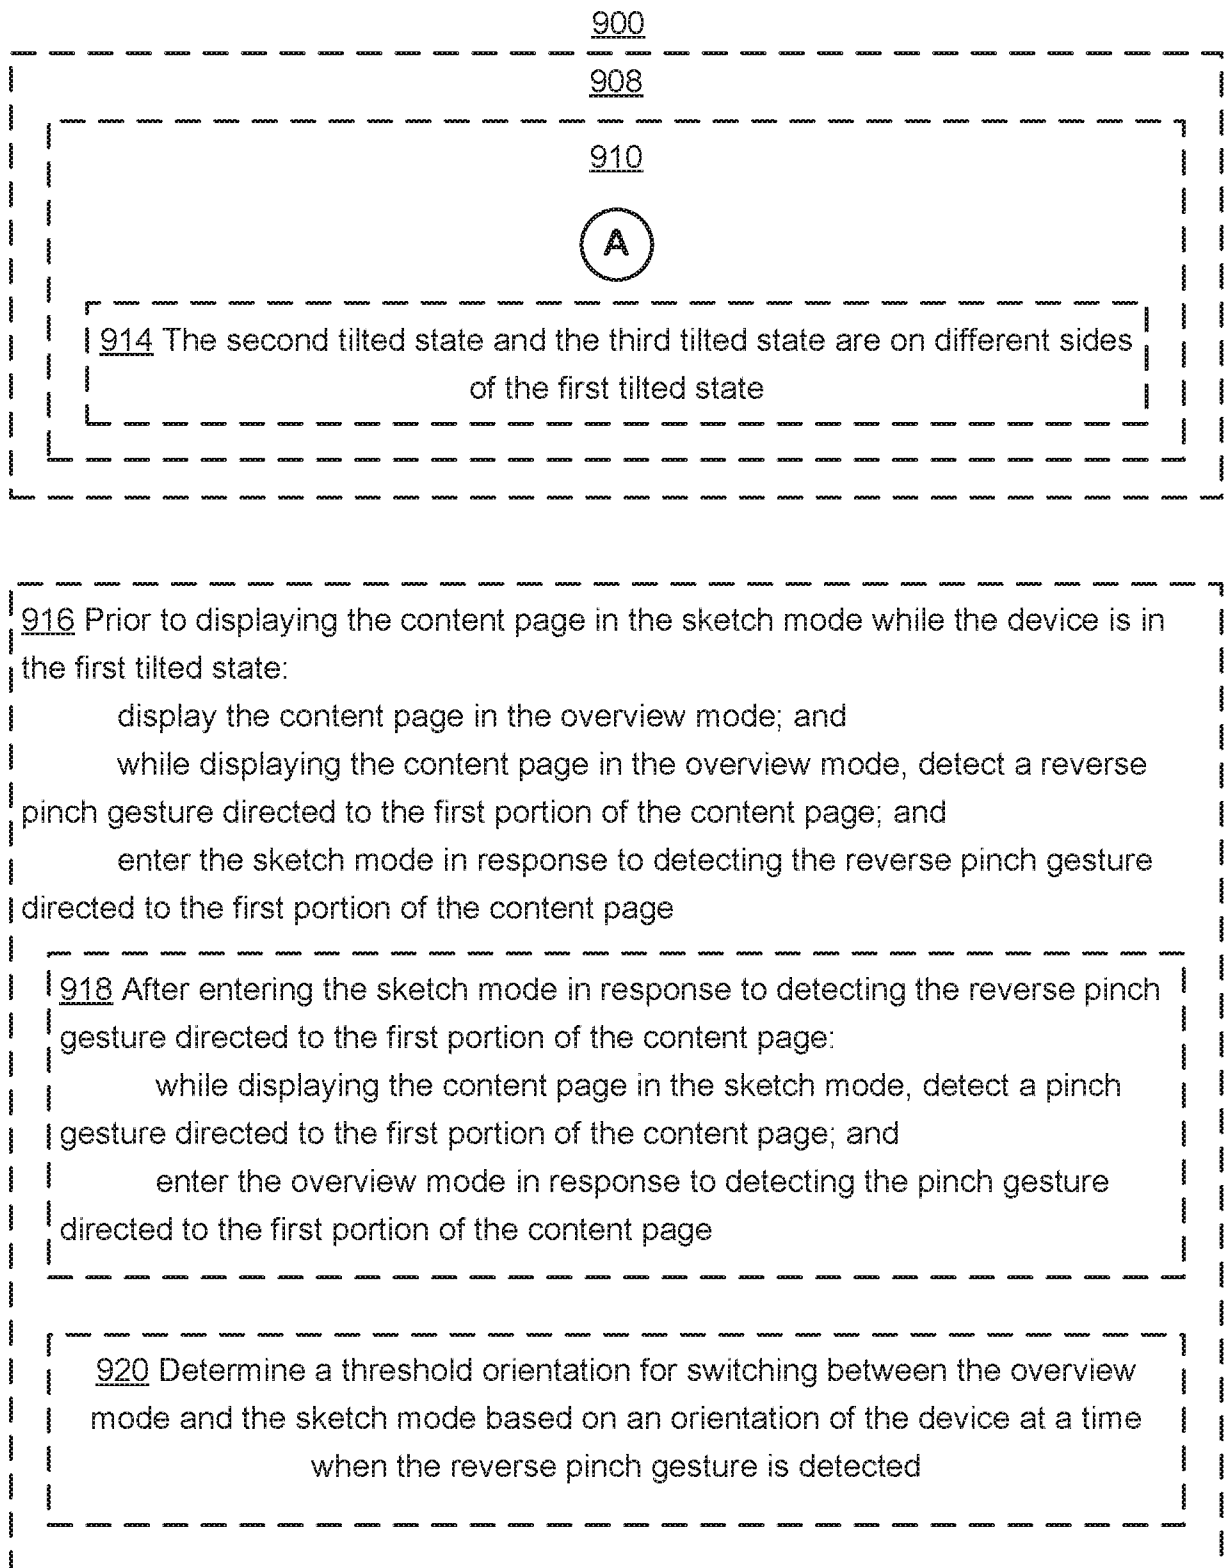 900
908
910
A
914 The second tilted state and the third tilted state are on different sides
of the first tilted state
916 Prior to displaying the content page in the sketch mode while the device is in
the first tilted state:
display the content page in the overview mode; and
while displaying the content page in the overview mode, detect a reverse
pinch gesture directed to the first portion of the content page; and
enter the sketch mode in response to detecting the reverse pinch gesture
directed to the first portion of the content page
918 After entering the sketch mode in response to detecting the reverse pinch
gesture directed to the first portion of the content page:
while displaying the content page in the sketch mode, detect a pinch
gesture directed to the first portion of the content page; and
enter the overview mode in response to detecting the pinch gesture
directed to the first portion of the content page
920 Determine a threshold orientation for switching between the overview
mode and the sketch mode based on an orientation of the device at a time
when the reverse pinch gesture is detected